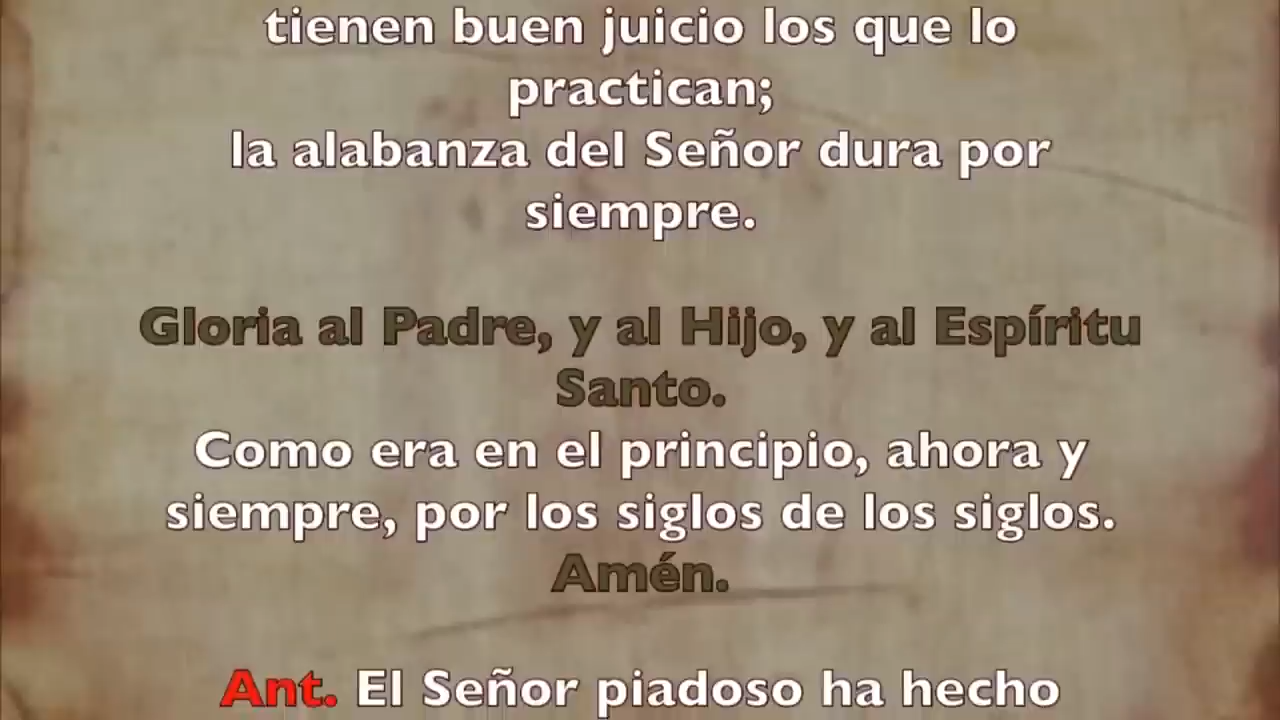 tienen buen juicio los que lo
practican;
la alabanza del Señor dura por
siempre.
Gloria al Padre, y al Hijo, y al Espíritu
Santo.
Como era en el principio, ahora y
siempre, por los siglos de los siglos.
Amén.
Ant. El Señor piadoso ha hecho